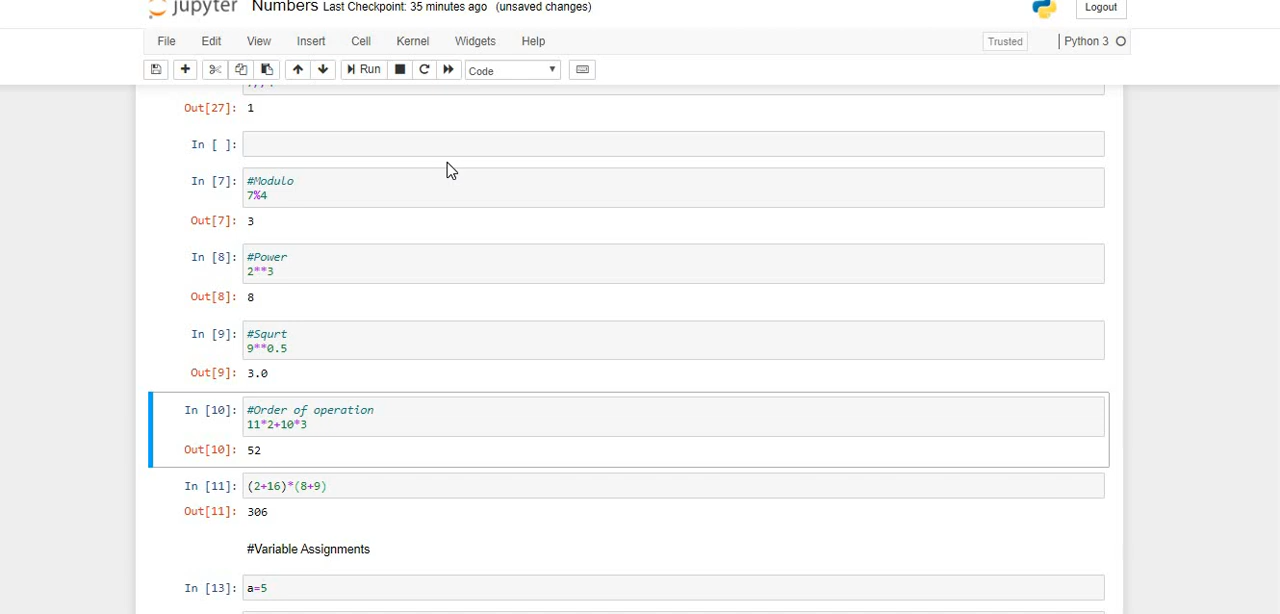 jupyter Numbers Last Checkpoint: 35 minutes ago (unsaved changes) Logout
File Edit View Insert Cell Kernel Widgets Help Trusted Python 3
Run Code
Out[27]: 1
In [ ]:
In [7]: #Modulo
7%4
Out[7]: 3
In [8]: #Power
2**3
Out[8]: 8
In [9]: #Squrt
9**0.5
Out[9]: 3.0
In [10]: #Order of operation
11*2+10*3
Out[10]: 52
In [11]: (2+16)*(8+9)
Out[11]: 306
#Variable Assignments
In [13]: a=5